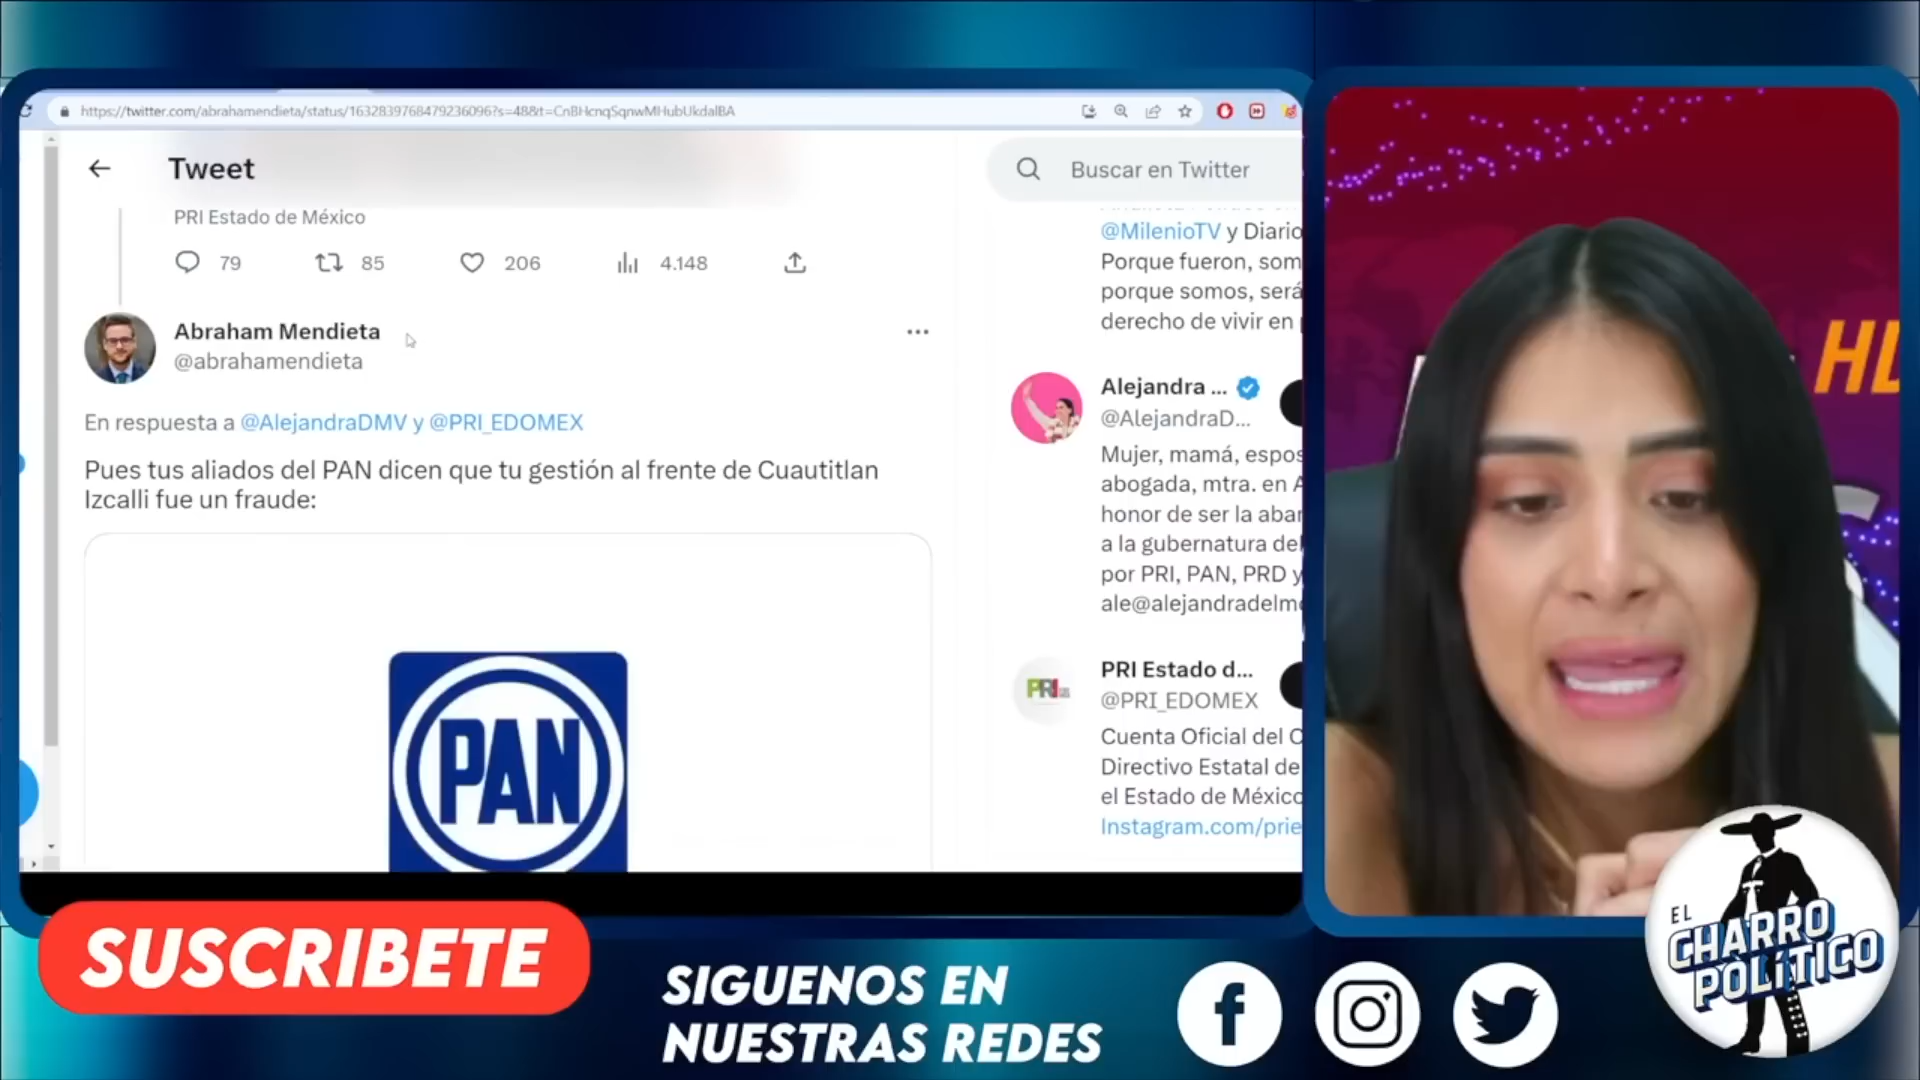 https://twitter.com/abrahamendieta/status/1632839768479236096?s=48&t=CnBHcnqSqnwMHubUkdalBA
Tweet
PRI Estado de México
79
85
206
4.148
Abraham Mendieta
@abrahamendieta
En respuesta a @AlejandraDMV y @PRI_EDOMEX
Pues tus aliados del PAN dicen que tu gestión al frente de Cuautitlan
Izcalli fue un fraude:
PAN
Buscar en Twitter
@MilenioTV y Diario
Porque fueron, som
porque somos, será
derecho de vivir en
Alejandra ...
@AlejandraD...
Mujer, mamá, espos
abogada, mtra. en A
honor de ser la aba
a la gubernatura del
por PRI, PAN, PRD y
ale@alejandradelm
PRI Estado d...
@PRI_EDOMEX
Cuenta Oficial del C
Directivo Estatal de
el Estado de México
Instagram.com/prie
PRI
SUSCRIBETE
SIGUENOS EN
NUESTRAS REDES
EL
CHARRO
POLÍTICO